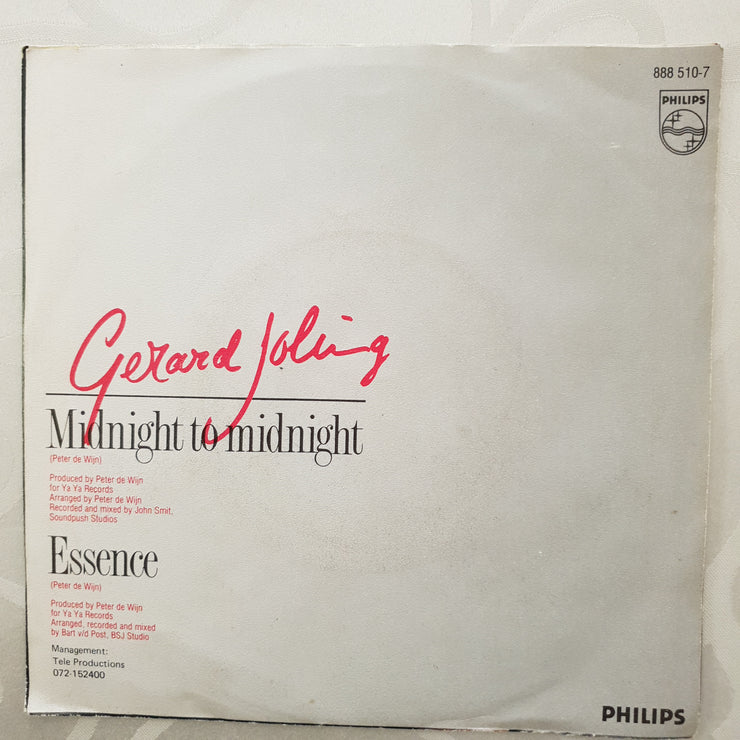 888 510-7
PHILIPS
Gerard Joling
Midnight to midnight
(Peter de Wijn)
Produced by Peter de Wijn
for Ya Ya Records
Arranged by Peter de Wijn
Recorded and mixed by John Smit,
Soundpush Studios
Essence
(Peter de Wijn)
Produced by Peter de Wijn
for Ya Ya Records
Arranged, recorded and mixed
by Bart v/d Post, BSJ Studio
Management:
Tele Productions
072-152400
PHILIPS